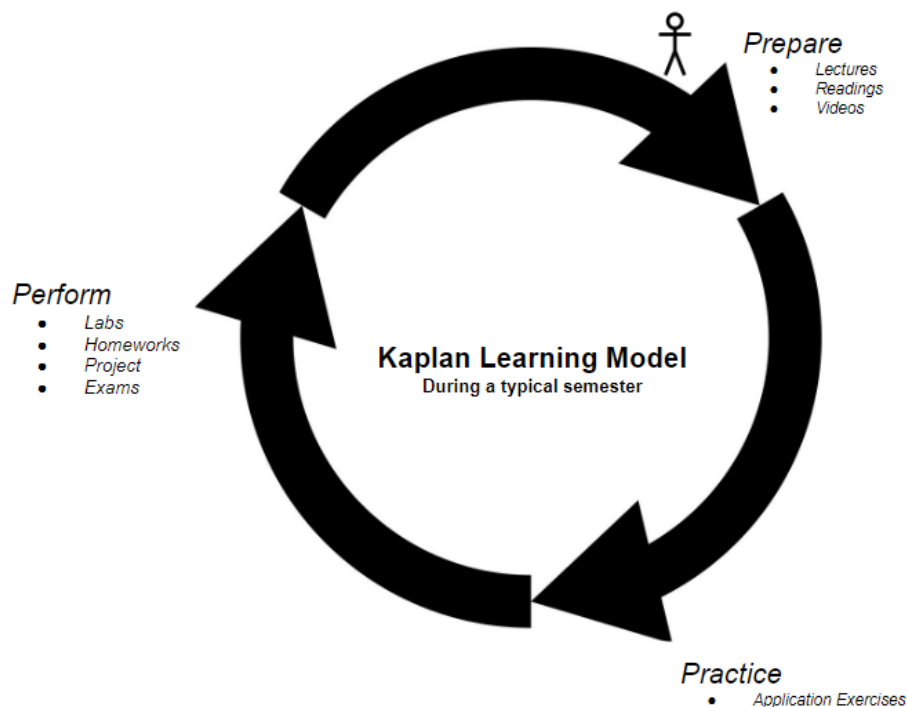 Prepare
● Lectures
● Readings
● Videos
Perform
● Labs
● Homeworks
● Project
● Exams
Kaplan Learning Model
During a typical semester
Practice
● Application Exercises